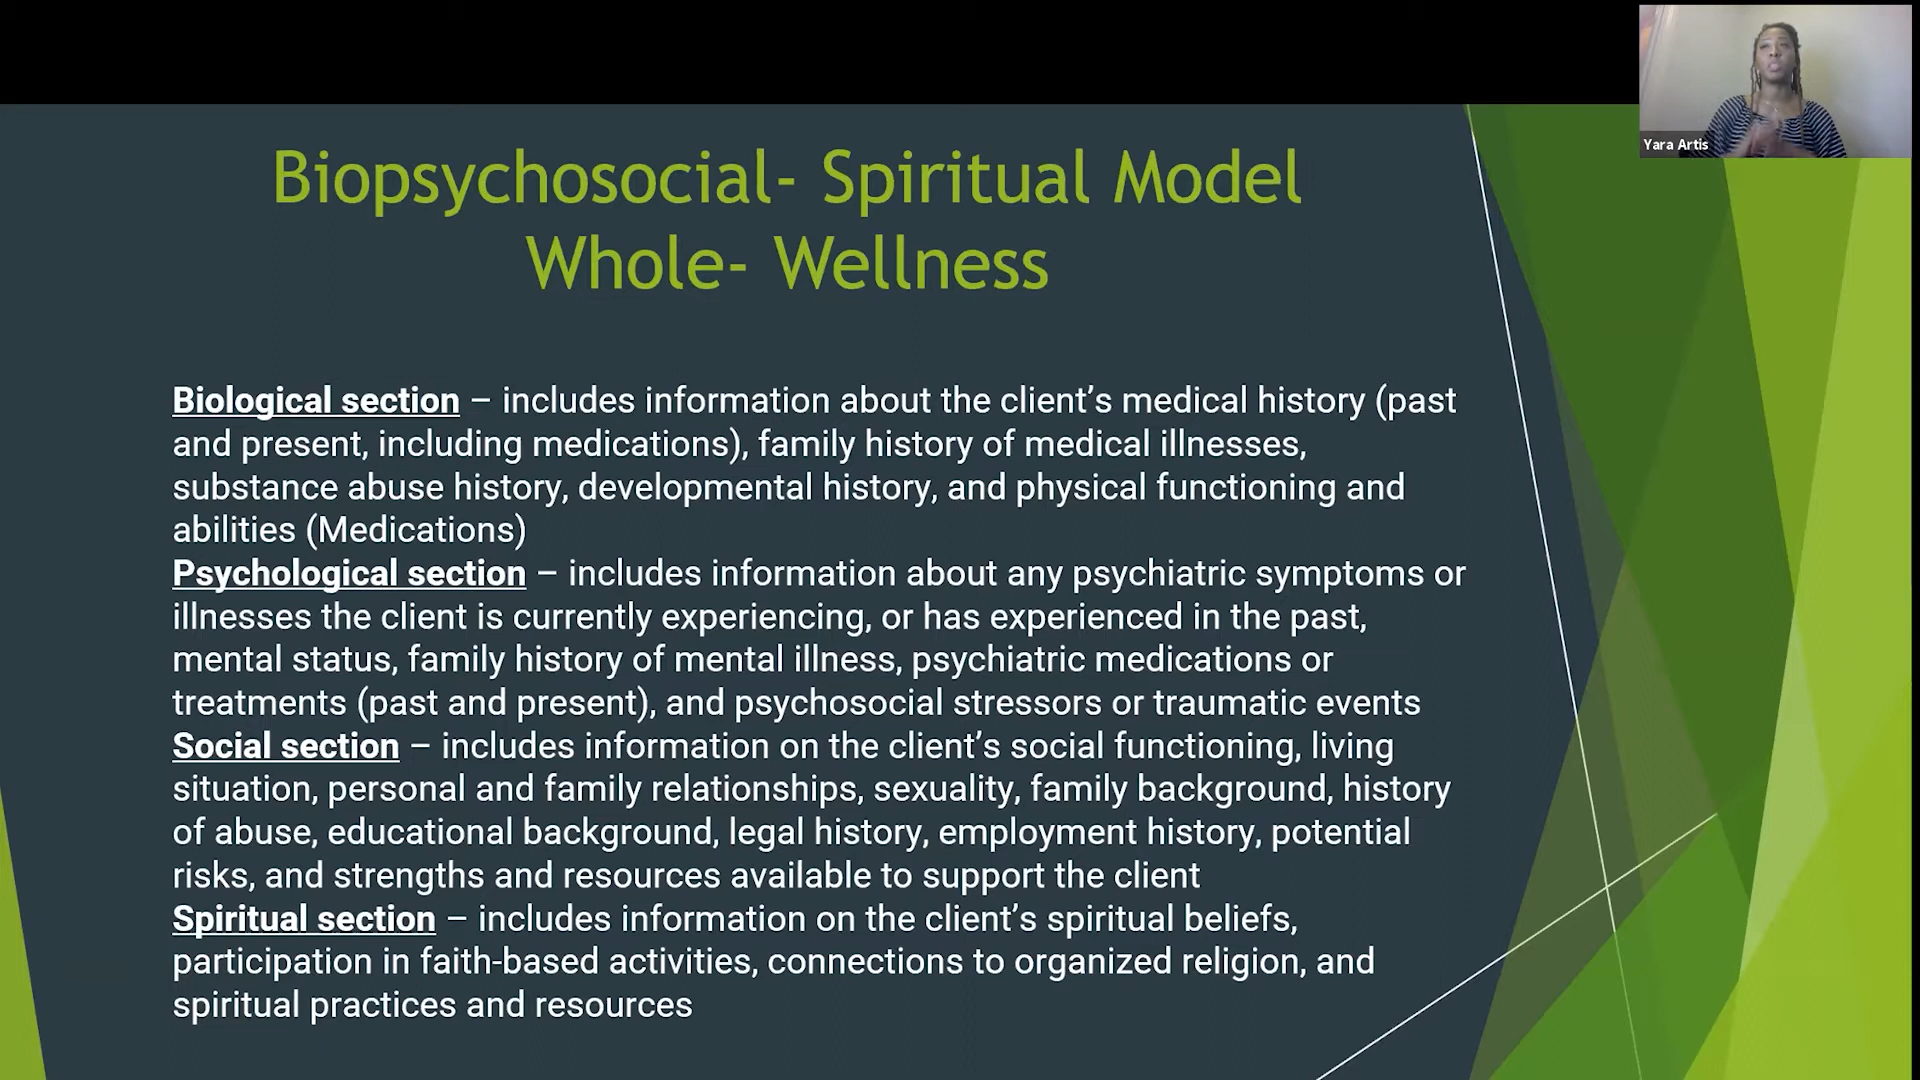 Yara Artis
Biopsychosocial- Spiritual Model
Whole- Wellness
Biological section – includes information about the client’s medical history (past
and present, including medications), family history of medical illnesses,
substance abuse history, developmental history, and physical functioning and
abilities (Medications)
Psychological section – includes information about any psychiatric symptoms or
illnesses the client is currently experiencing, or has experienced in the past,
mental status, family history of mental illness, psychiatric medications or
treatments (past and present), and psychosocial stressors or traumatic events
Social section – includes information on the client’s social functioning, living
situation, personal and family relationships, sexuality, family background, history
of abuse, educational background, legal history, employment history, potential
risks, and strengths and resources available to support the client
Spiritual section – includes information on the client’s spiritual beliefs,
participation in faith-based activities, connections to organized religion, and
spiritual practices and resources